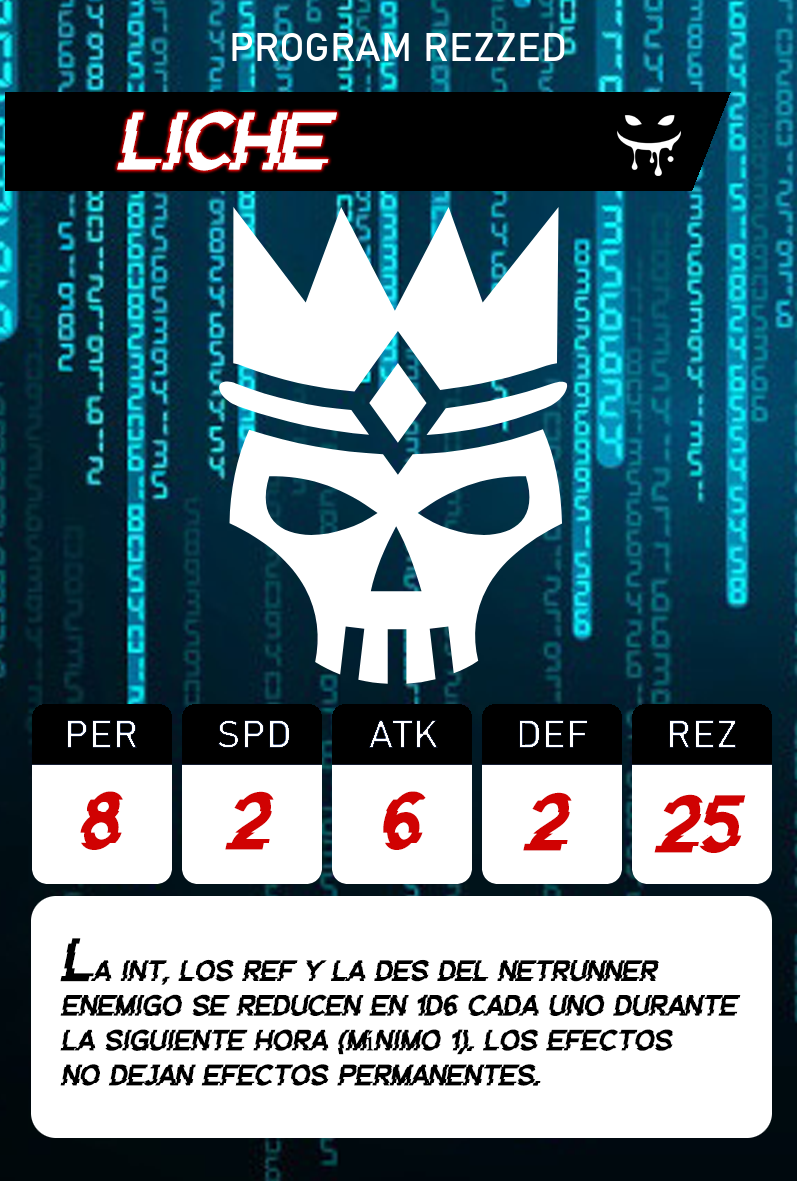 PROGRAM REZZED
LICHE
PER SPD ATK DEF REZ
8 2 6 2 25
LA INT, LOS REF Y LA DES DEL NETRUNNER
ENEMIGO SE REDUCEN EN 1D6 CADA UNO DURANTE
LA SIGUIENTE HORA (MíNIMO 1). LOS EFECTOS
NO DEJAN EFECTOS PERMANENTES.